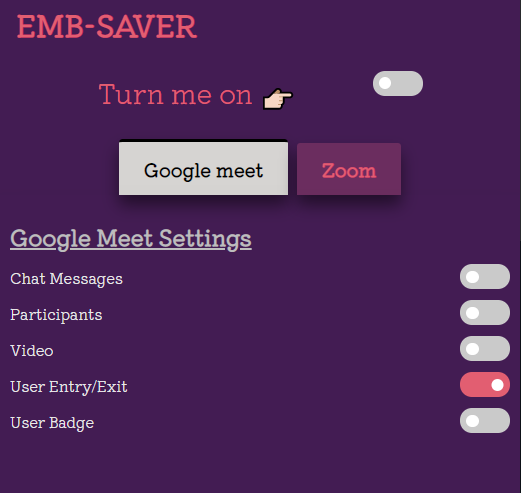 EMB-SAVER
Turn me on 👉🏻
Google meet
Zoom
Google Meet Settings
Chat Messages
Participants
Video
User Entry/Exit
User Badge